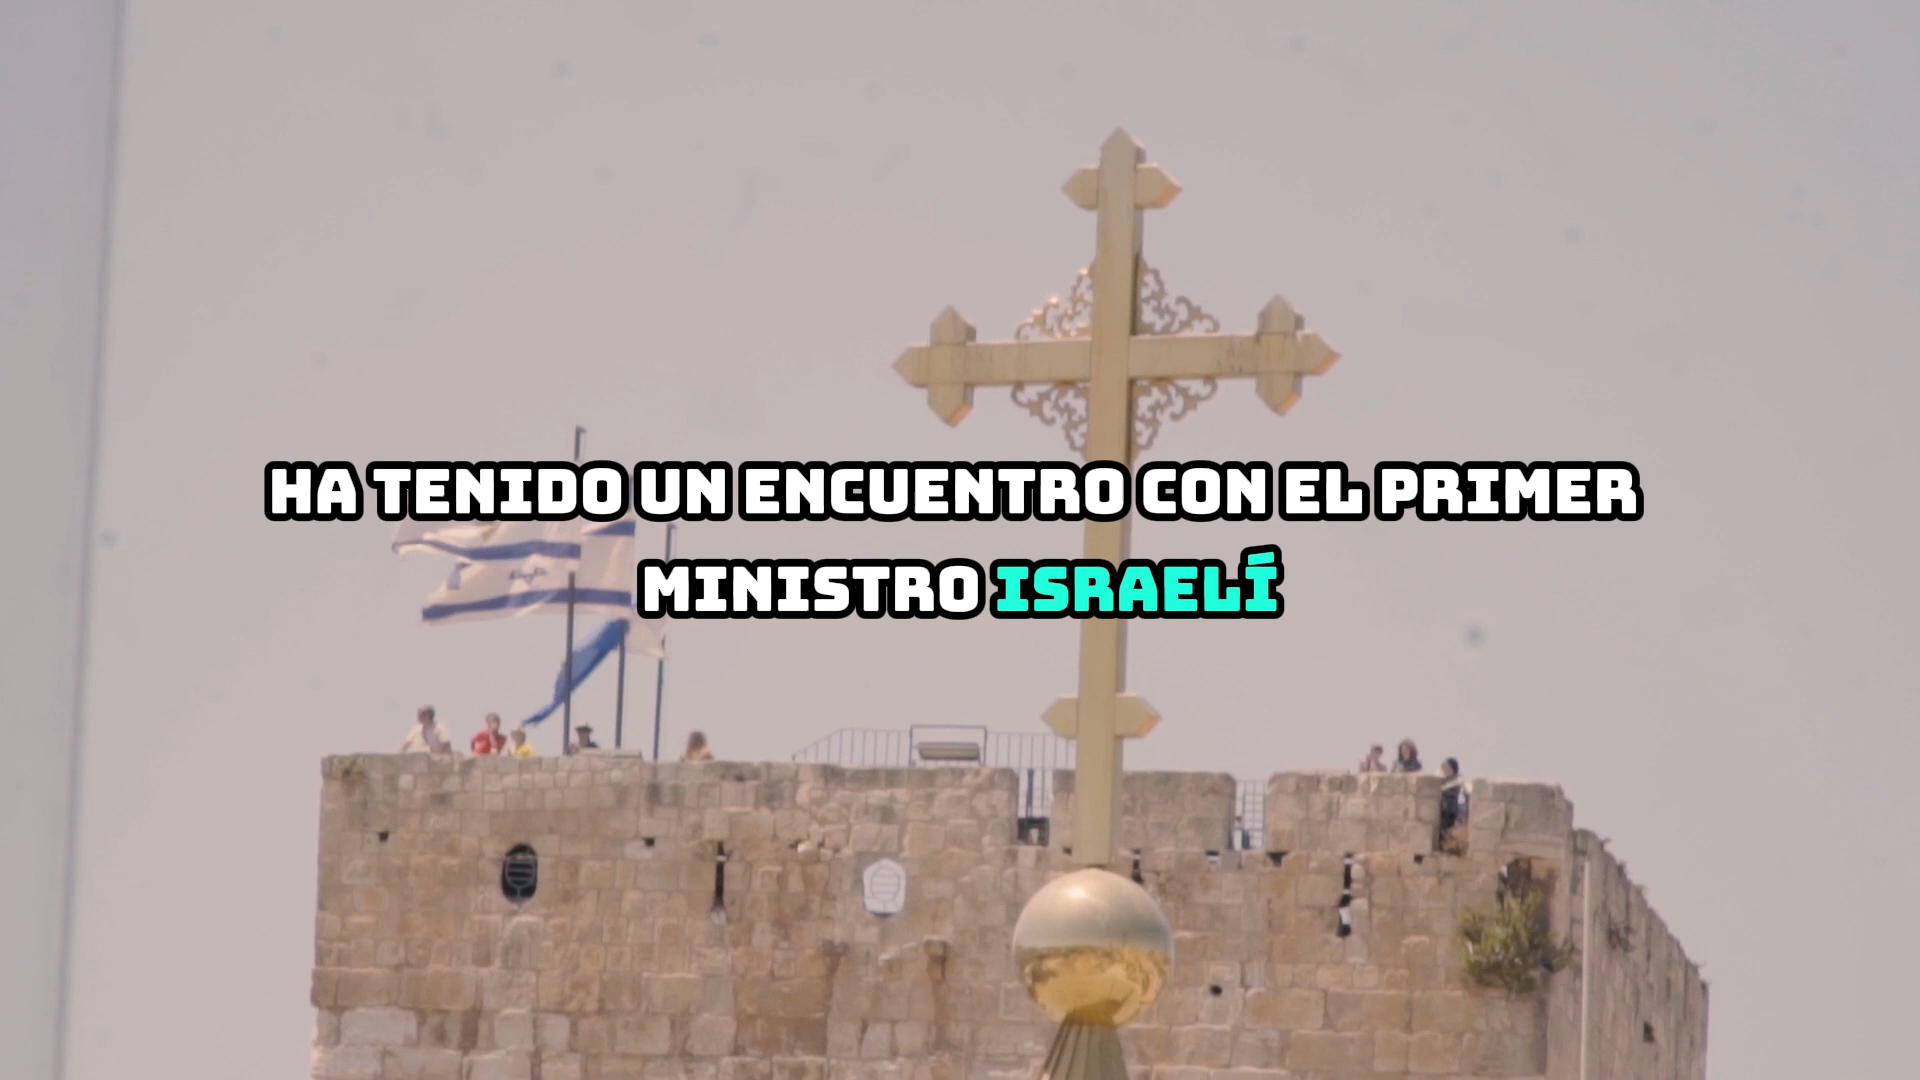 HA TENIDO UN ENCUENTRO CON EL PRIMER
MINISTRO ISRAELÍ